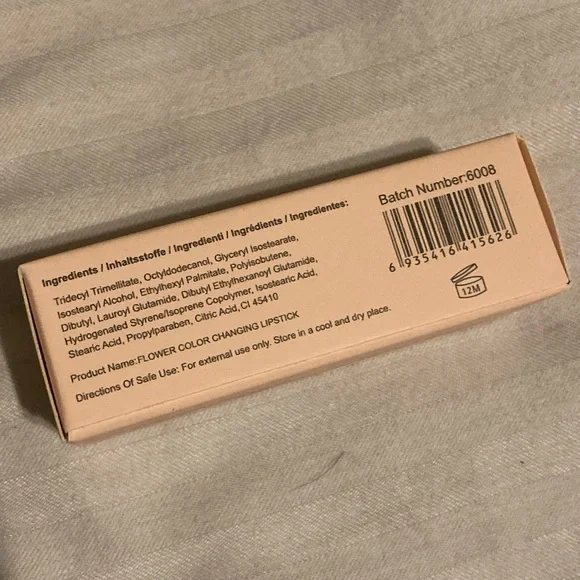 Ingredients / Inhaltsstoffe / Ingredienti / Ingrédients / Ingredientes:
Tridecyl Trimellitate, Octyldodecanol, Glyceryl Isostearate,
Isostearyl Alcohol, Ethylhexyl Palmitate, Polyisobutene,
Dibutyl, Lauroyl Glutamide, Dibutyl Ethylhexanoyl Glutamide,
Hydrogenated Styrene/Isoprene Copolymer, Isostearic Acid,
Stearic Acid, Propylparaben, Citric Acid, CI 45410
Product Name:FLOWER COLOR CHANGING LIPSTICK
Directions Of Safe Use: For external use only. Store in a cool and dry place.
Batch Number:6008
6 935416 415626
12M